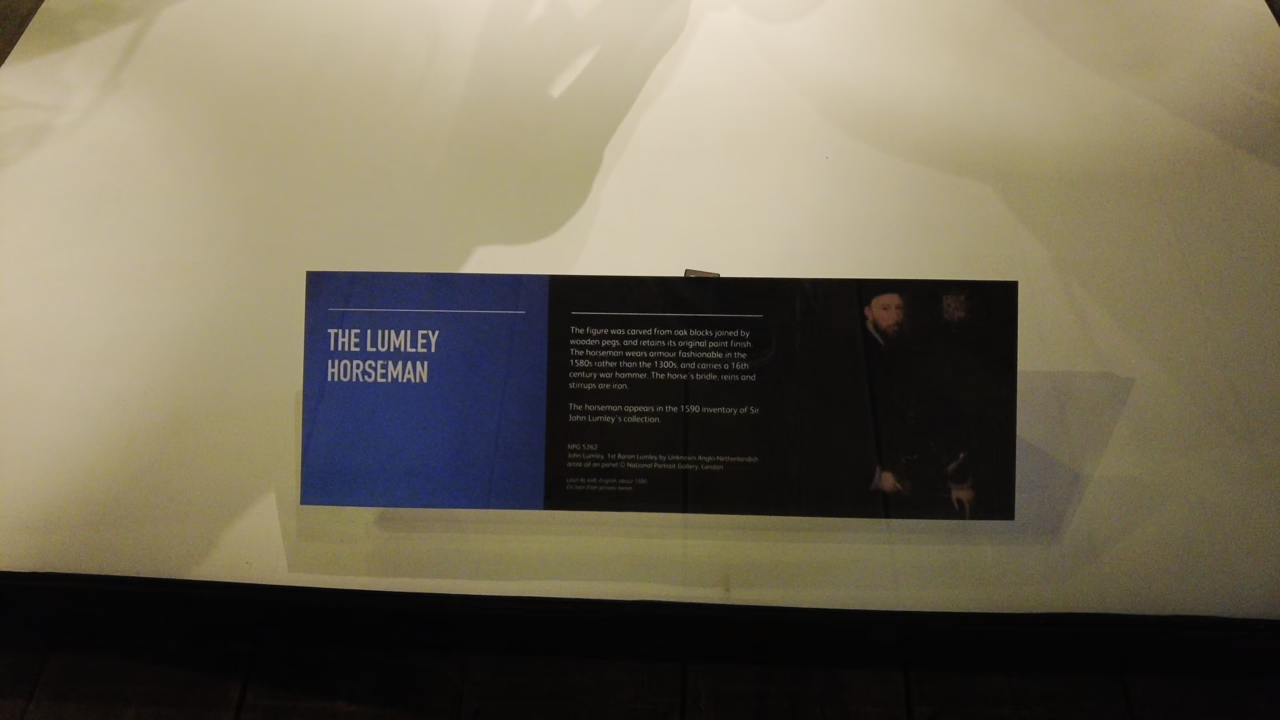 THE LUMLEY
HORSEMAN
The figure was carved from oak blocks joined by
wooden pegs, and retains its original paint finish.
The horseman wears armour fashionable in the
1580s rather than the 1300s, and carries a 16th
century war hammer. The horse's bridle, reins and
stirrups are iron.
The horseman appears in the 1590 inventory of Sir
John Lumley's collection.
NPG 5262
John Lumley, 1st Baron Lumley by Unknown Anglo-Netherlandish
artist oil on panel © National Portrait Gallery, London
English, about 1580